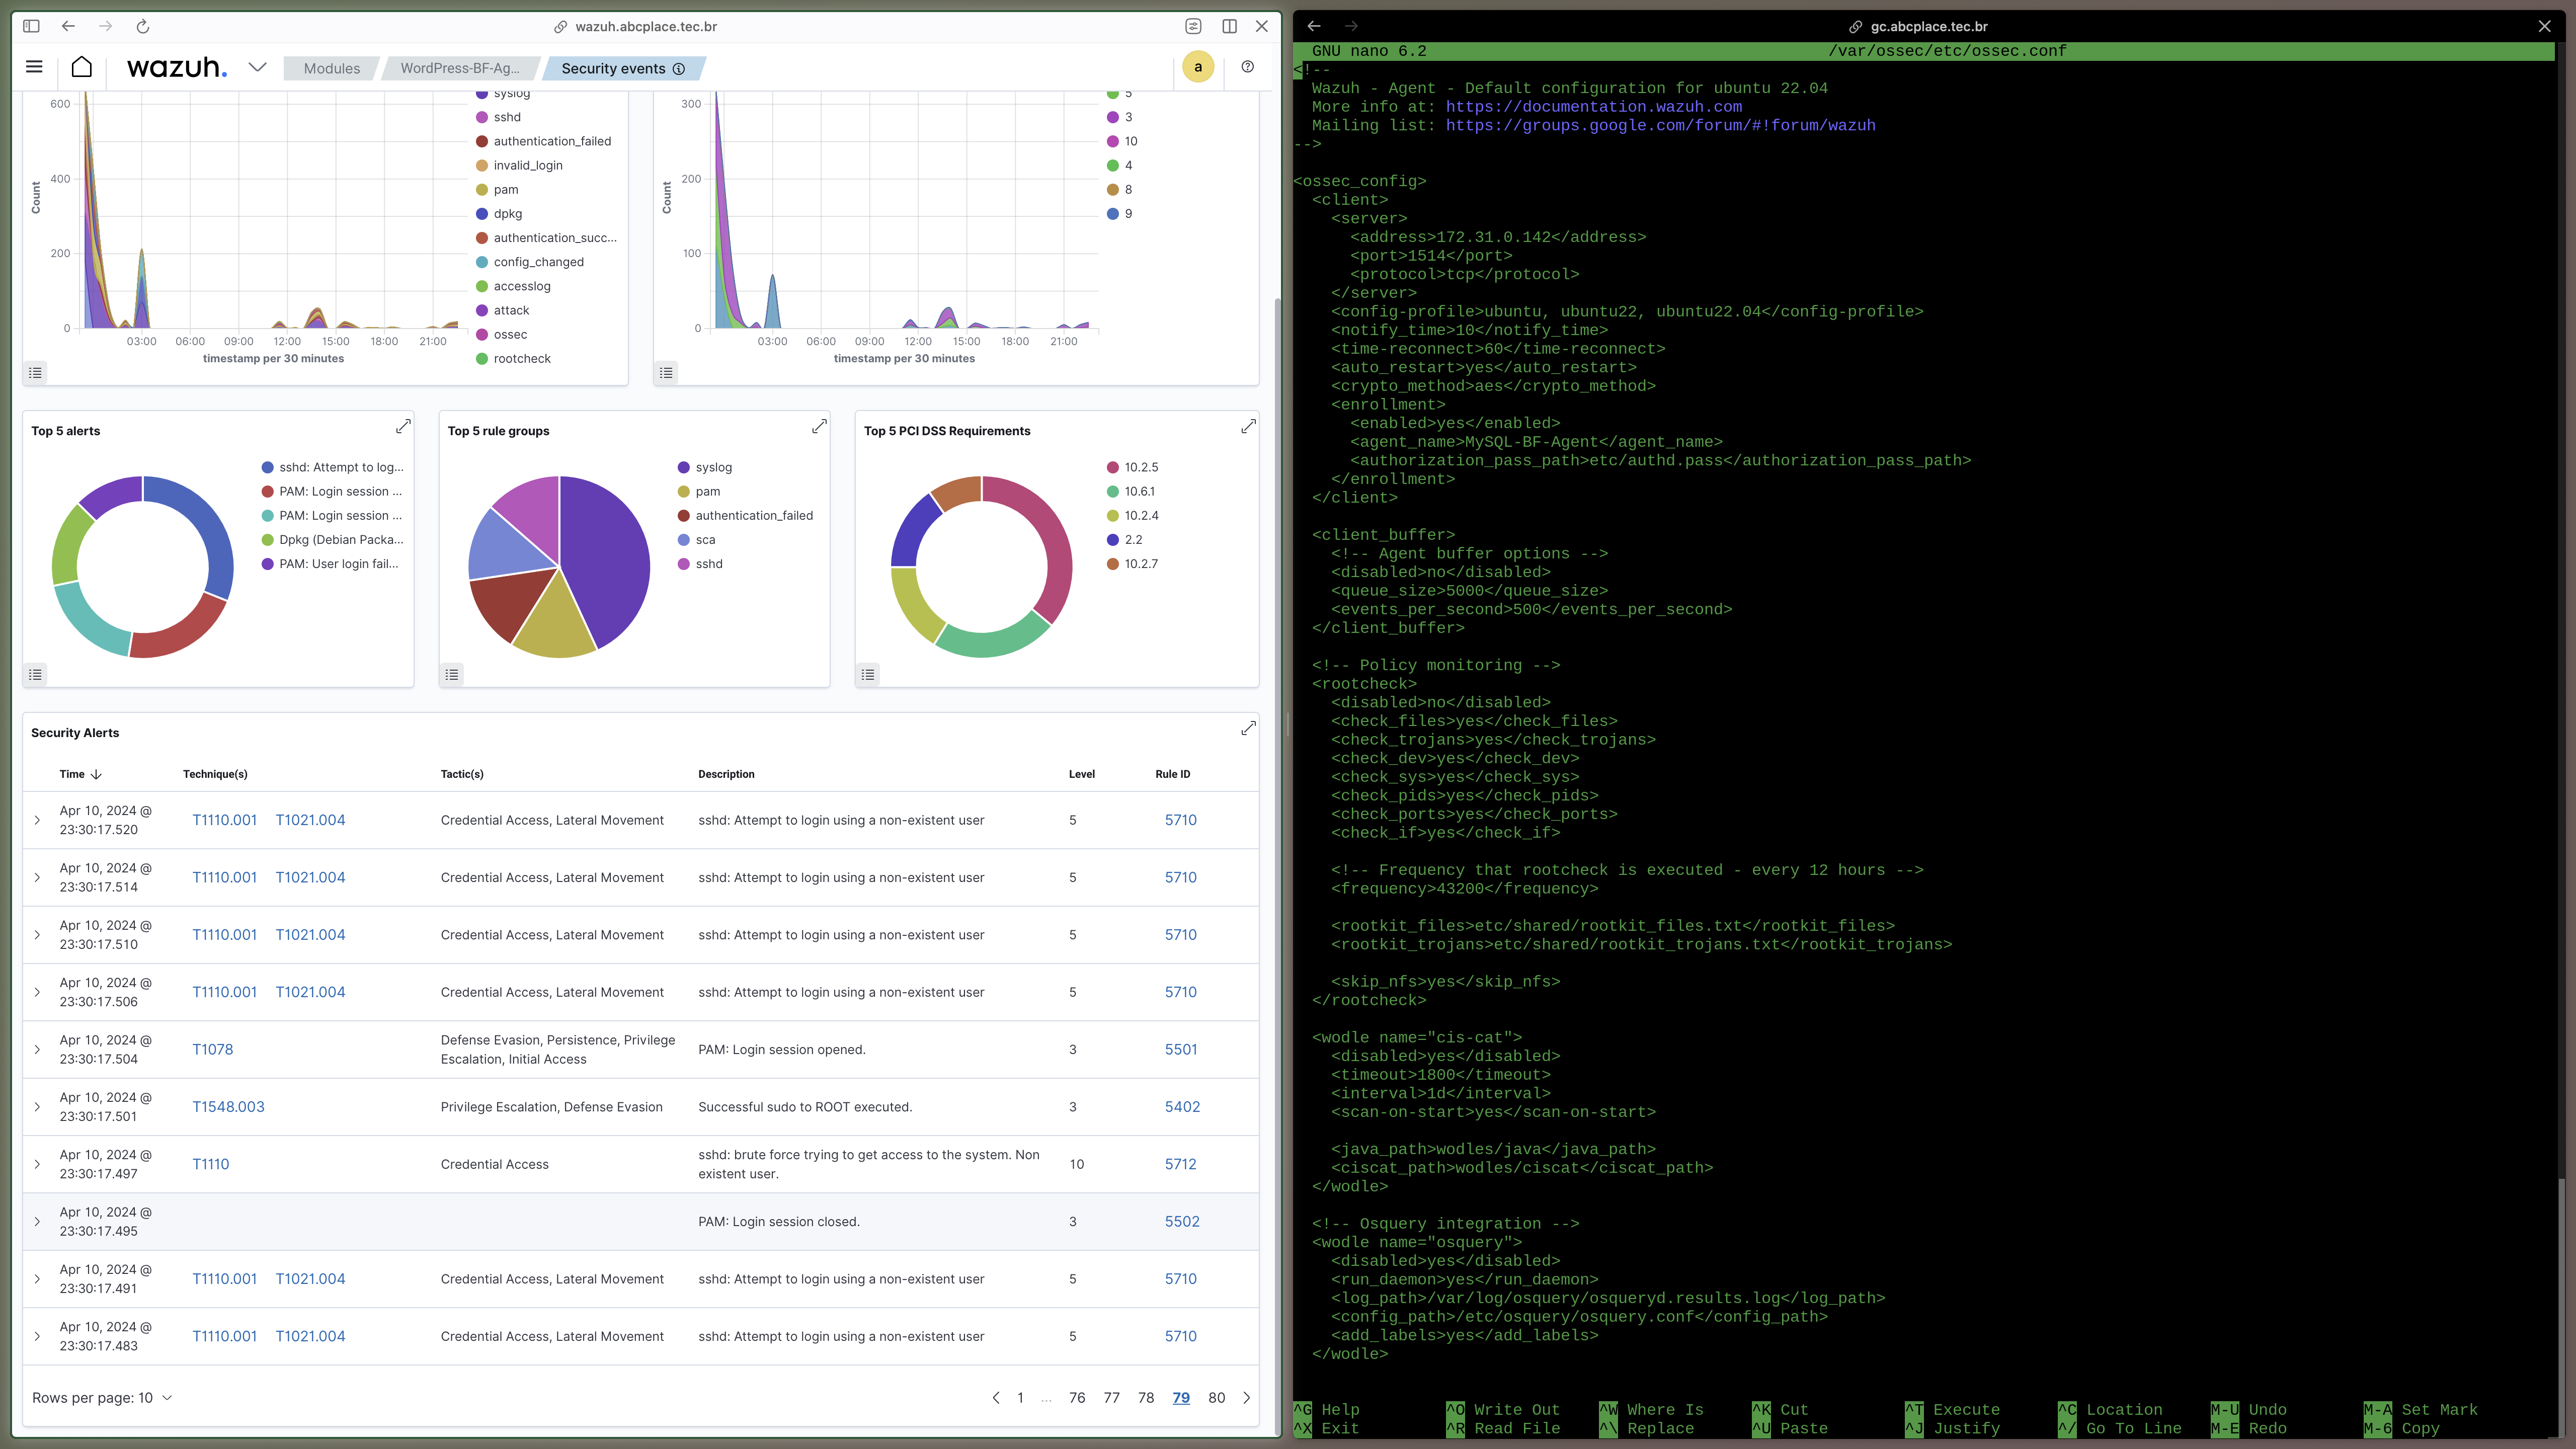 wazuh.abcplace.tec.br
wazuh.
Modules
WordPress-BF-Ag...
Security events
a
600
400
200
0
Count
03:00
06:00
09:00
12:00
15:00
18:00
21:00
timestamp per 30 minutes
syslog
sshd
authentication_failed
invalid_login
pam
dpkg
authentication_succ...
config_changed
accesslog
attack
ossec
rootcheck
300
200
100
0
Count
03:00
06:00
09:00
12:00
15:00
18:00
21:00
timestamp per 30 minutes
5
3
10
4
8
9
Top 5 alerts
sshd: Attempt to log...
PAM: Login session ...
PAM: Login session ...
Dpkg (Debian Packa...
PAM: User login fail...
Top 5 rule groups
syslog
pam
authentication_failed
sca
sshd
Top 5 PCI DSS Requirements
10.2.5
10.6.1
10.2.4
2.2
10.2.7
Security Alerts
Time Technique(s) Tactic(s) Description Level Rule ID
Apr 10, 2024 @ 23:30:17.520 T1110.001 T1021.004 Credential Access, Lateral Movement sshd: Attempt to login using a non-existent user 5 5710
Apr 10, 2024 @ 23:30:17.514 T1110.001 T1021.004 Credential Access, Lateral Movement sshd: Attempt to login using a non-existent user 5 5710
Apr 10, 2024 @ 23:30:17.510 T1110.001 T1021.004 Credential Access, Lateral Movement sshd: Attempt to login using a non-existent user 5 5710
Apr 10, 2024 @ 23:30:17.506 T1110.001 T1021.004 Credential Access, Lateral Movement sshd: Attempt to login using a non-existent user 5 5710
Apr 10, 2024 @ 23:30:17.504 T1078 Defense Evasion, Persistence, Privilege Escalation, Initial Access PAM: Login session opened. 3 5501
Apr 10, 2024 @ 23:30:17.501 T1548.003 Privilege Escalation, Defense Evasion Successful sudo to ROOT executed. 3 5402
Apr 10, 2024 @ 23:30:17.497 T1110 Credential Access sshd: brute force trying to get access to the system. Non existent user. 10 5712
Apr 10, 2024 @ 23:30:17.495 PAM: Login session closed. 3 5502
Apr 10, 2024 @ 23:30:17.491 T1110.001 T1021.004 Credential Access, Lateral Movement sshd: Attempt to login using a non-existent user 5 5710
Apr 10, 2024 @ 23:30:17.483 T1110.001 T1021.004 Credential Access, Lateral Movement sshd: Attempt to login using a non-existent user 5 5710
Rows per page: 10
1 ... 76 77 78 79 80
gc.abcplace.tec.br
GNU nano 6.2 /var/ossec/etc/ossec.conf
<!--
  Wazuh - Agent - Default configuration for ubuntu 22.04
  More info at: https://documentation.wazuh.com
  Mailing list: https://groups.google.com/forum/#!forum/wazuh
-->
<ossec_config>
  <client>
    <server>
      <address>172.31.0.142</address>
      <port>1514</port>
      <protocol>tcp</protocol>
    </server>
    <config-profile>ubuntu, ubuntu22, ubuntu22.04</config-profile>
    <notify_time>10</notify_time>
    <time-reconnect>60</time-reconnect>
    <auto_restart>yes</auto_restart>
    <crypto_method>aes</crypto_method>
    <enrollment>
      <enabled>yes</enabled>
      <agent_name>MySQL-BF-Agent</agent_name>
      <authorization_pass_path>etc/authd.pass</authorization_pass_path>
    </enrollment>
  </client>
  <client_buffer>
    <!-- Agent buffer options -->
    <disabled>no</disabled>
    <queue_size>5000</queue_size>
    <events_per_second>500</events_per_second>
  </client_buffer>
  <!-- Policy monitoring -->
  <rootcheck>
    <disabled>no</disabled>
    <check_files>yes</check_files>
    <check_trojans>yes</check_trojans>
    <check_dev>yes</check_dev>
    <check_sys>yes</check_sys>
    <check_pids>yes</check_pids>
    <check_ports>yes</check_ports>
    <check_if>yes</check_if>
    <!-- Frequency that rootcheck is executed - every 12 hours -->
    <frequency>43200</frequency>
    <rootkit_files>etc/shared/rootkit_files.txt</rootkit_files>
    <rootkit_trojans>etc/shared/rootkit_trojans.txt</rootkit_trojans>
    <skip_nfs>yes</skip_nfs>
  </rootcheck>
  <wodle name="cis-cat">
    <disabled>yes</disabled>
    <timeout>1800</timeout>
    <interval>1d</interval>
    <scan-on-start>yes</scan-on-start>
    <java_path>wodles/java</java_path>
    <ciscat_path>wodles/ciscat</ciscat_path>
  </wodle>
  <!-- Osquery integration -->
  <wodle name="osquery">
    <disabled>yes</disabled>
    <run_daemon>yes</run_daemon>
    <log_path>/var/log/osquery/osqueryd.results.log</log_path>
    <config_path>/etc/osquery/osquery.conf</config_path>
    <add_labels>yes</add_labels>
  </wodle>
^G Help ^O Write Out ^W Where Is ^K Cut ^T Execute ^C Location M-U Undo M-A Set Mark
^X Exit ^R Read File ^\ Replace ^U Paste ^J Justify ^/ Go To Line M-E Redo M-6 Copy